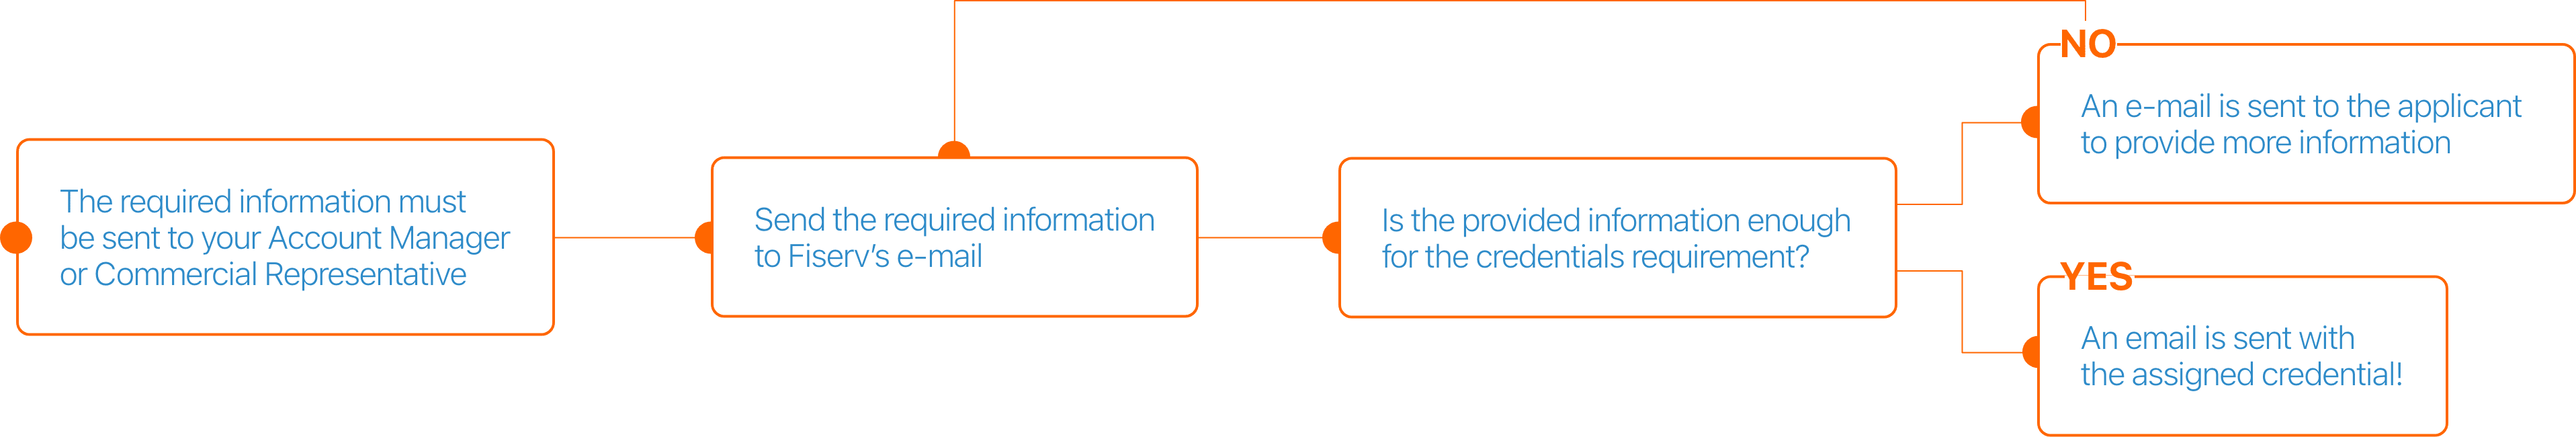 The required information must
be sent to your Account Manager
or Commercial Representative
Send the required information
to Fiserv’s e-mail
Is the provided information enough
for the credentials requirement?
NO
An e-mail is sent to the applicant
to provide more information
YES
An email is sent with
the assigned credential!